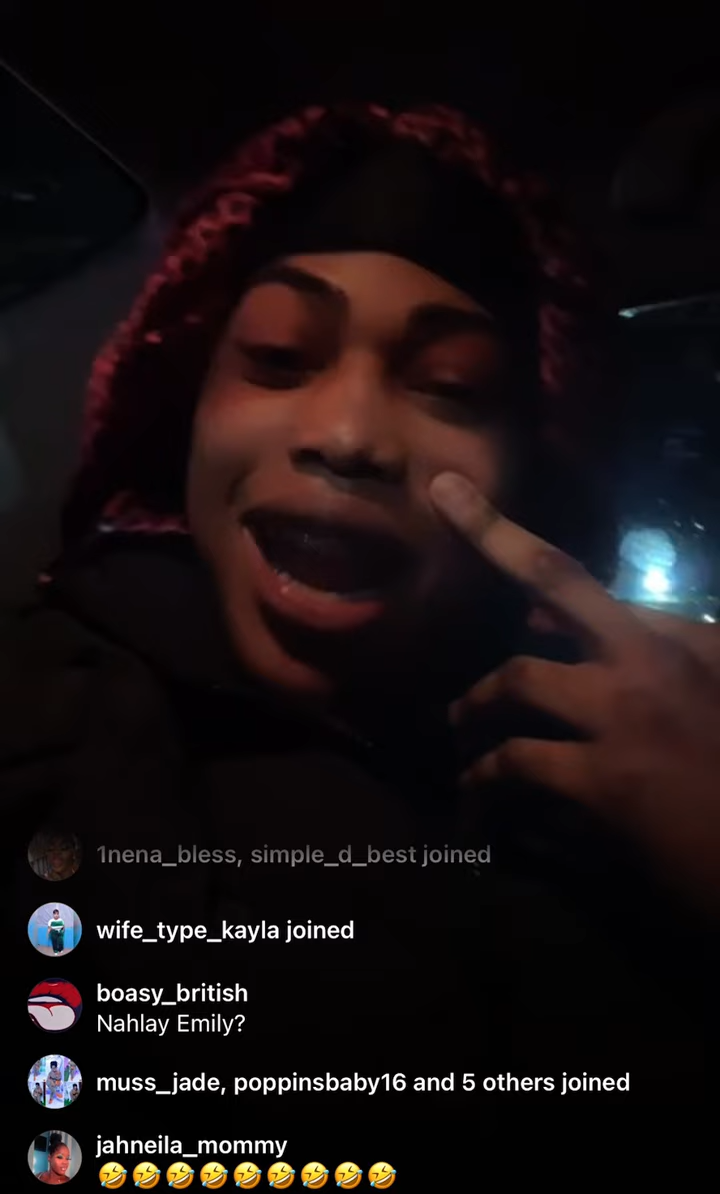 1nena_bless, simple_d_best joined
wife_type_kayla joined
boasy_british
Nahlay Emily?
muss_jade, poppinsbaby16 and 5 others joined
jahneila_mommy
🤣🤣🤣🤣🤣🤣🤣🤣🤣